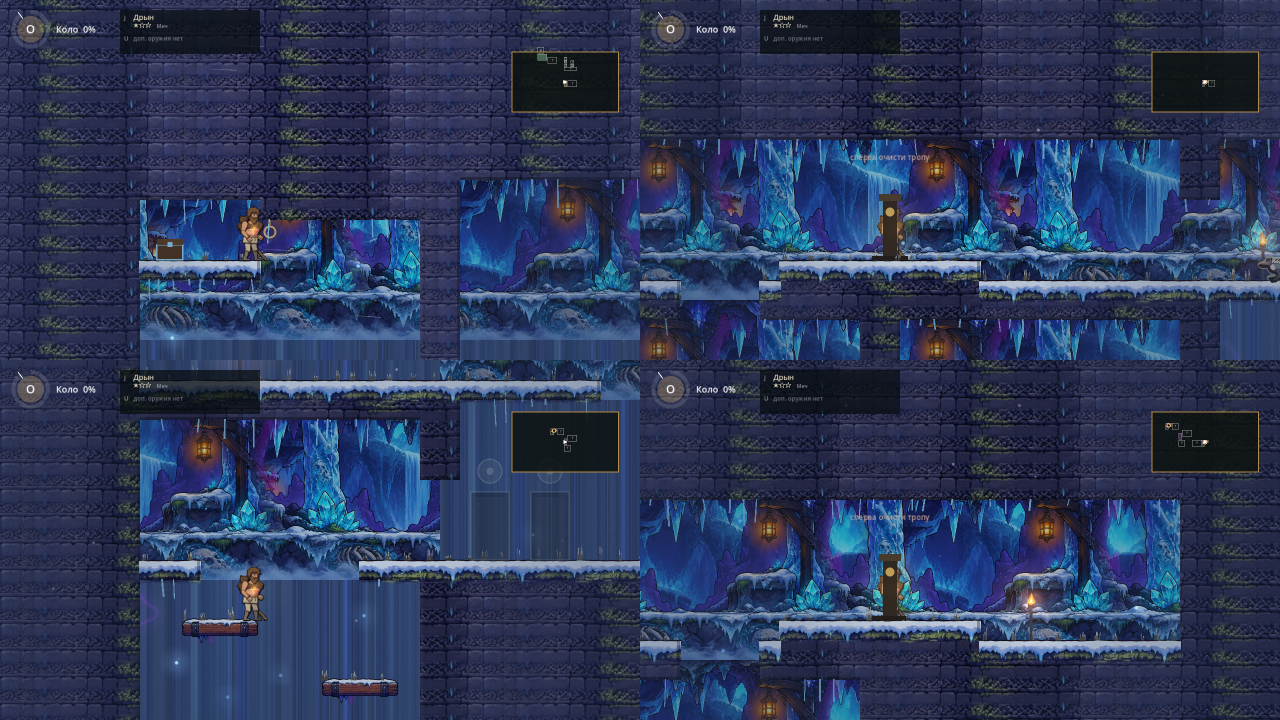 О Коло 0%
Дрын
★☆☆ Меч
U доп. оружия нет
О Коло 0%
Дрын
★☆☆ Меч
U доп. оружия нет
сперва очисти тропу
О Коло 0%
Дрын
★☆☆ Меч
U доп. оружия нет
О Коло 0%
Дрын
★☆☆ Меч
U доп. оружия нет
сперва очисти тропу